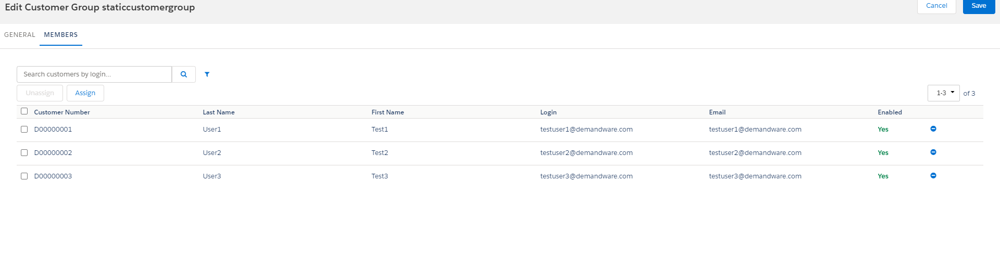 Edit Customer Group staticcustomergroup
Cancel
Save
GENERAL MEMBERS
Search customers by login...
Unassign Assign
1-3 of 3
Customer Number Last Name First Name Login Email Enabled
D00000001 User1 Test1 testuser1@demandware.com testuser1@demandware.com Yes
D00000002 User2 Test2 testuser2@demandware.com testuser2@demandware.com Yes
D00000003 User3 Test3 testuser3@demandware.com testuser3@demandware.com Yes